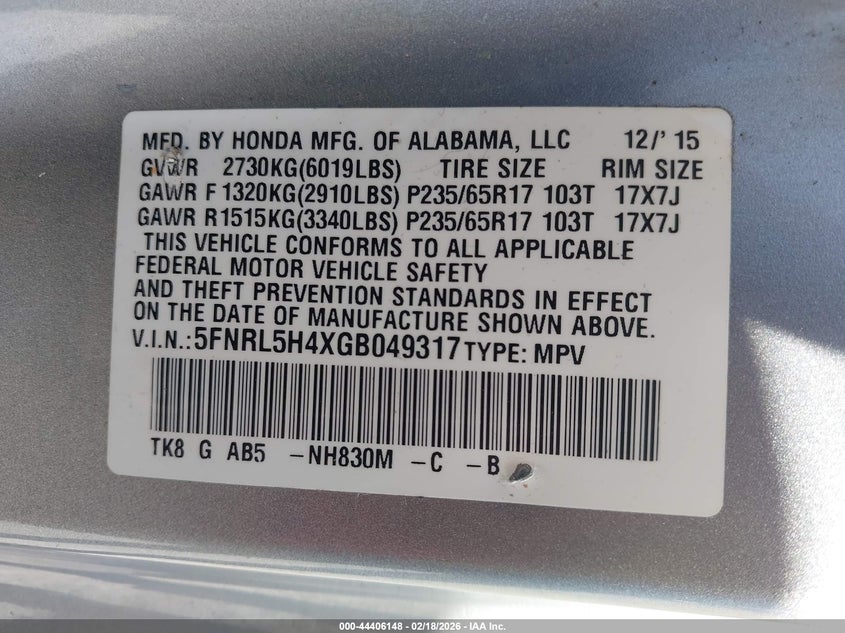 MFD. BY HONDA MFG. OF ALABAMA, LLC 12/' 15
GVWR 2730KG(6019LBS) TIRE SIZE RIM SIZE
GAWR F 1320KG(2910LBS) P235/65R17 103T 17X7J
GAWR R1515KG(3340LBS) P235/65R17 103T 17X7J
THIS VEHICLE CONFORMS TO ALL APPLICABLE
FEDERAL MOTOR VEHICLE SAFETY
AND THEFT PREVENTION STANDARDS IN EFFECT
ON THE DATE OF MANUFACTURE SHOWN ABOVE.
V.I.N.:5FNRL5H4XGB049317 TYPE: MPV
TK8 G AB5 -NH830M -C -B
000-44406148 - 02/18/2026 - IAA Inc.